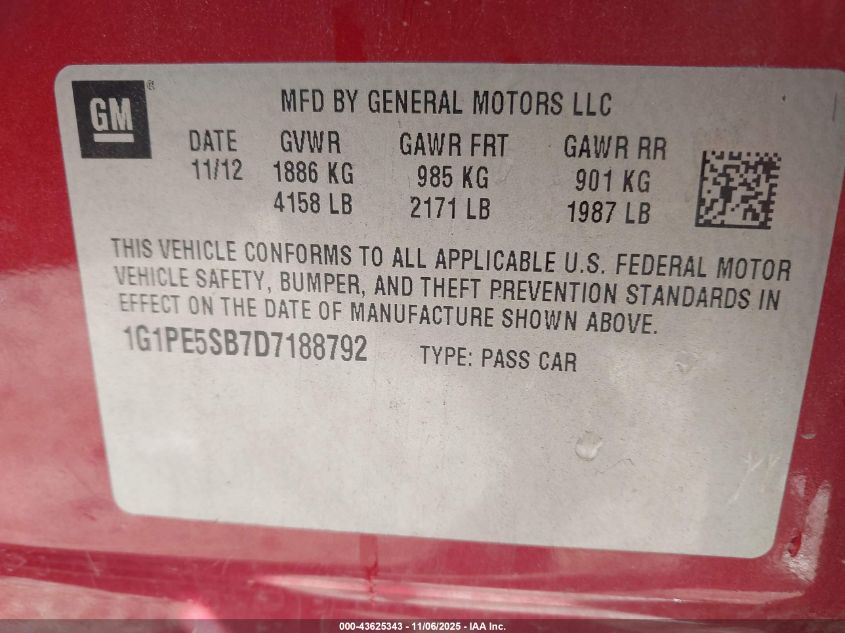 GM
®
MFD BY GENERAL MOTORS LLC
DATE GVWR GAWR FRT GAWR RR
11/12 1886 KG 985 KG 901 KG
4158 LB 2171 LB 1987 LB
THIS VEHICLE CONFORMS TO ALL APPLICABLE U.S. FEDERAL MOTOR
VEHICLE SAFETY, BUMPER, AND THEFT PREVENTION STANDARDS IN
EFFECT ON THE DATE OF MANUFACTURE SHOWN ABOVE.
1G1PE5SB7D7188792 TYPE: PASS CAR
000-43625343 - 11/06/2025 - IAA Inc.